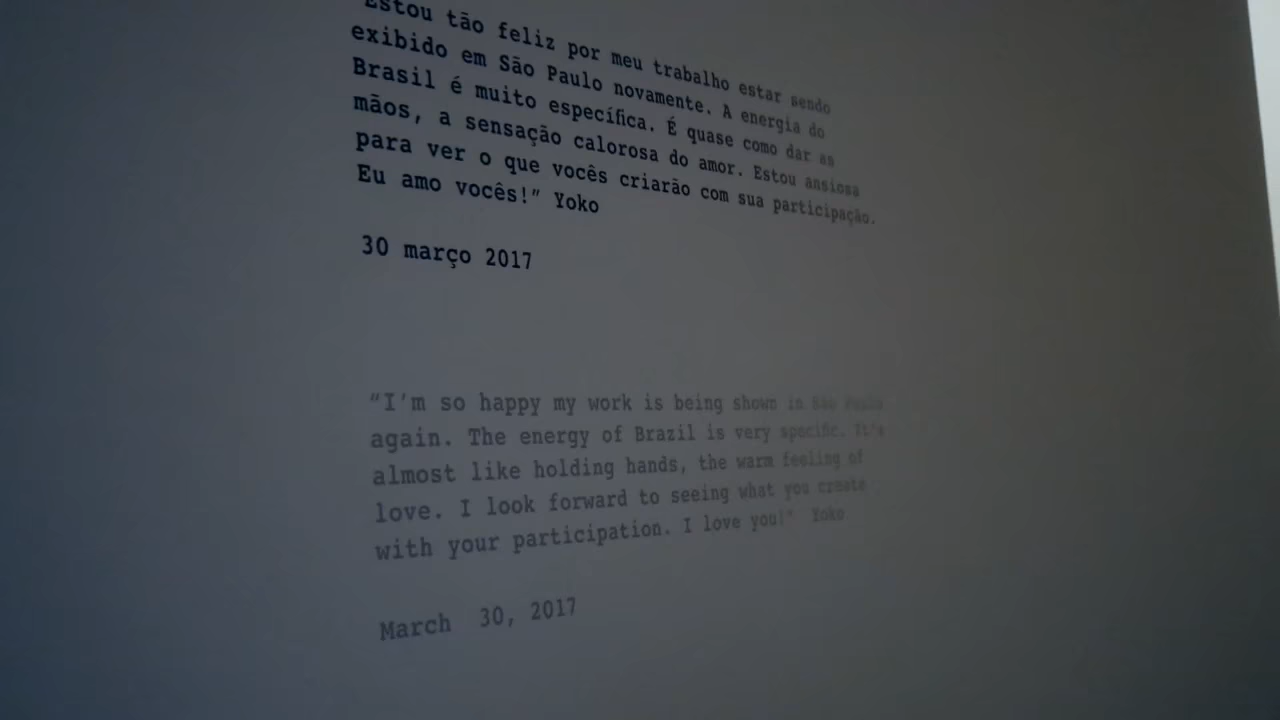 Estou tão feliz por meu trabalho estar sendo
exibido em São Paulo novamente. A energia do
Brasil é muito específica. É quase como dar as
mãos, a sensação calorosa do amor. Estou ansiosa
para ver o que vocês criarão com sua participação.
Eu amo vocês!” Yoko
30 março 2017
“I'm so happy my work is being shown in São Paulo
again. The energy of Brazil is very specific. It's
almost like holding hands, the warm feeling of
love. I look forward to seeing what you create
with your participation. I love you!” Yoko
March 30, 2017